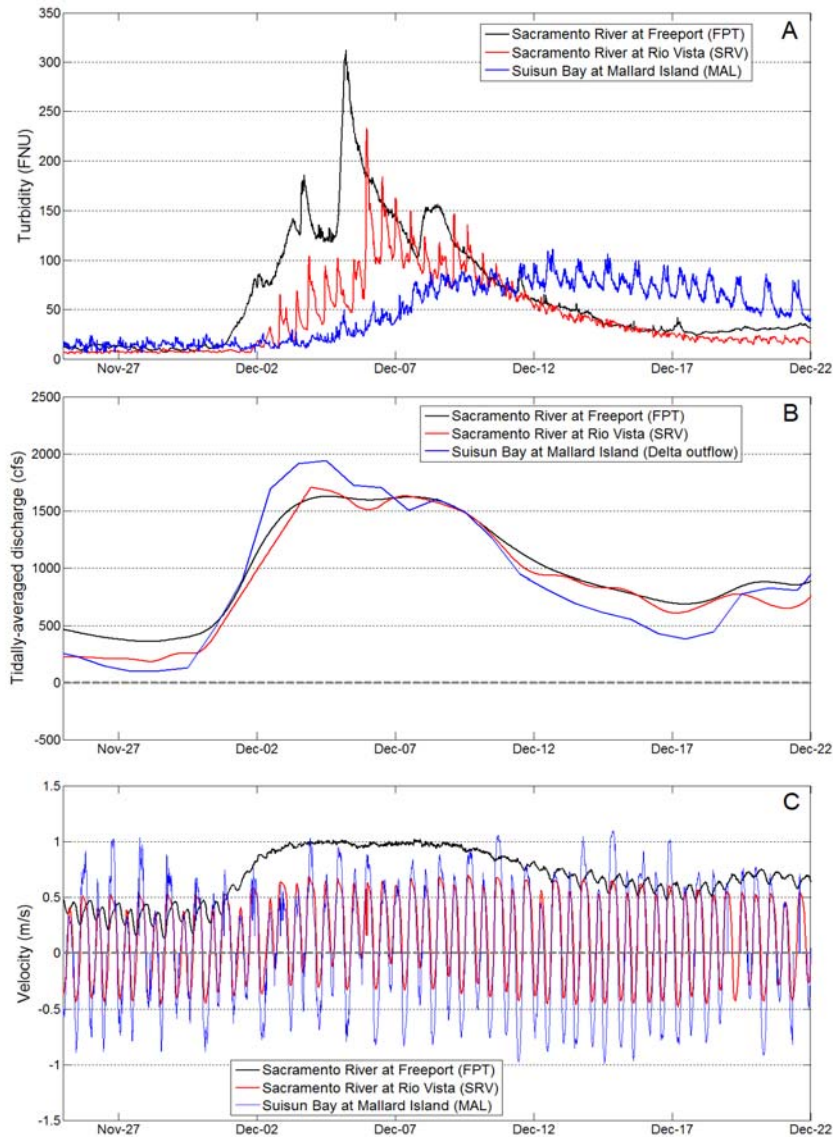 350
300
250
200
150
100
50
0
Turbidity (FNU)
A
Sacramento River at Freeport (FPT)
Sacramento River at Rio Vista (SRV)
Suisun Bay at Mallard Island (MAL)
Nov-27 Dec-02 Dec-07 Dec-12 Dec-17 Dec-22
2500
2000
1500
1000
500
0
-500
Tidally-averaged discharge (cfs)
B
Sacramento River at Freeport (FPT)
Sacramento River at Rio Vista (SRV)
Suisun Bay at Mallard Island (Delta outflow)
Nov-27 Dec-02 Dec-07 Dec-12 Dec-17 Dec-22
1.5
1
0.5
0
-0.5
-1
-1.5
Velocity (m/s)
C
Sacramento River at Freeport (FPT)
Sacramento River at Rio Vista (SRV)
Suisun Bay at Mallard Island (MAL)
Nov-27 Dec-02 Dec-07 Dec-12 Dec-17 Dec-22